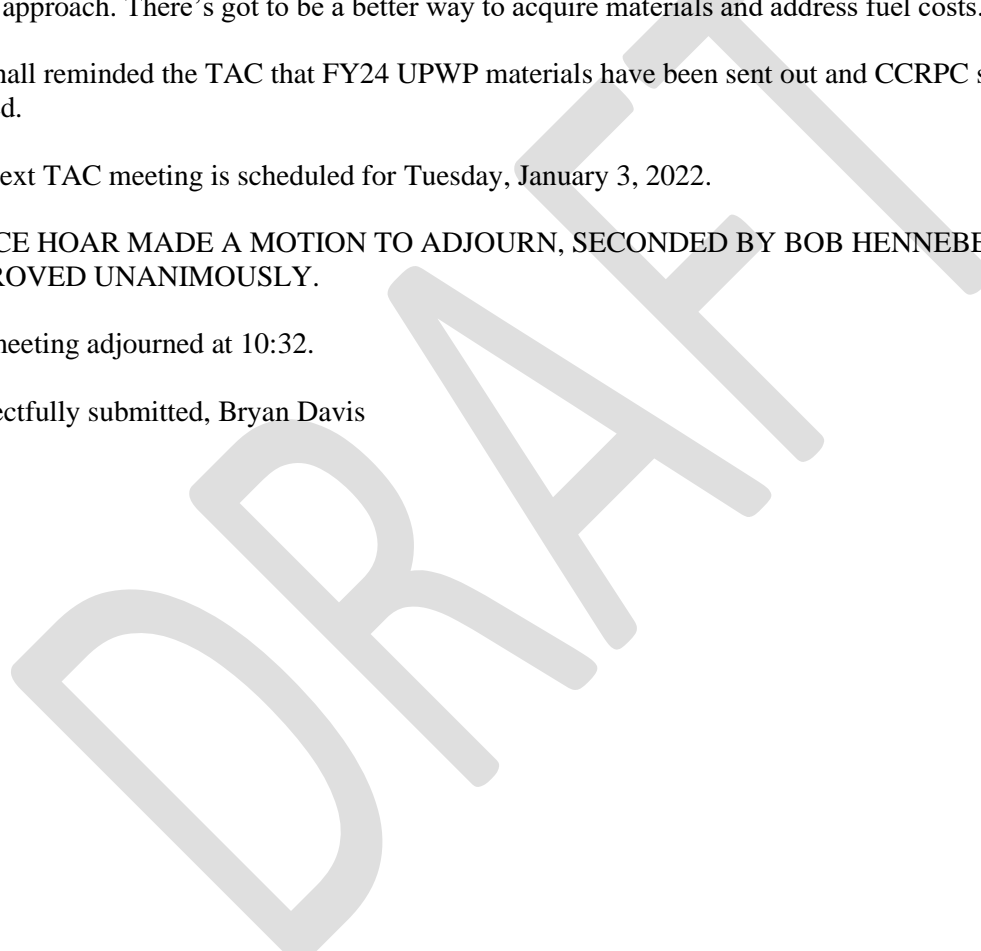 approach. There's got to be a better way to acquire materials and address fuel costs.
hall reminded the TAC that FY24 UPWP materials have been sent out and CCRPC s
ed.
ext TAC meeting is scheduled for Tuesday, January 3, 2022.
CE HOAR MADE A MOTION TO ADJOURN, SECONDED BY BOB HENNEBE
ROVED UNANIMOUSLY.
neeting adjourned at 10:32.
ectfully submitted, Bryan Davis
DRAFT